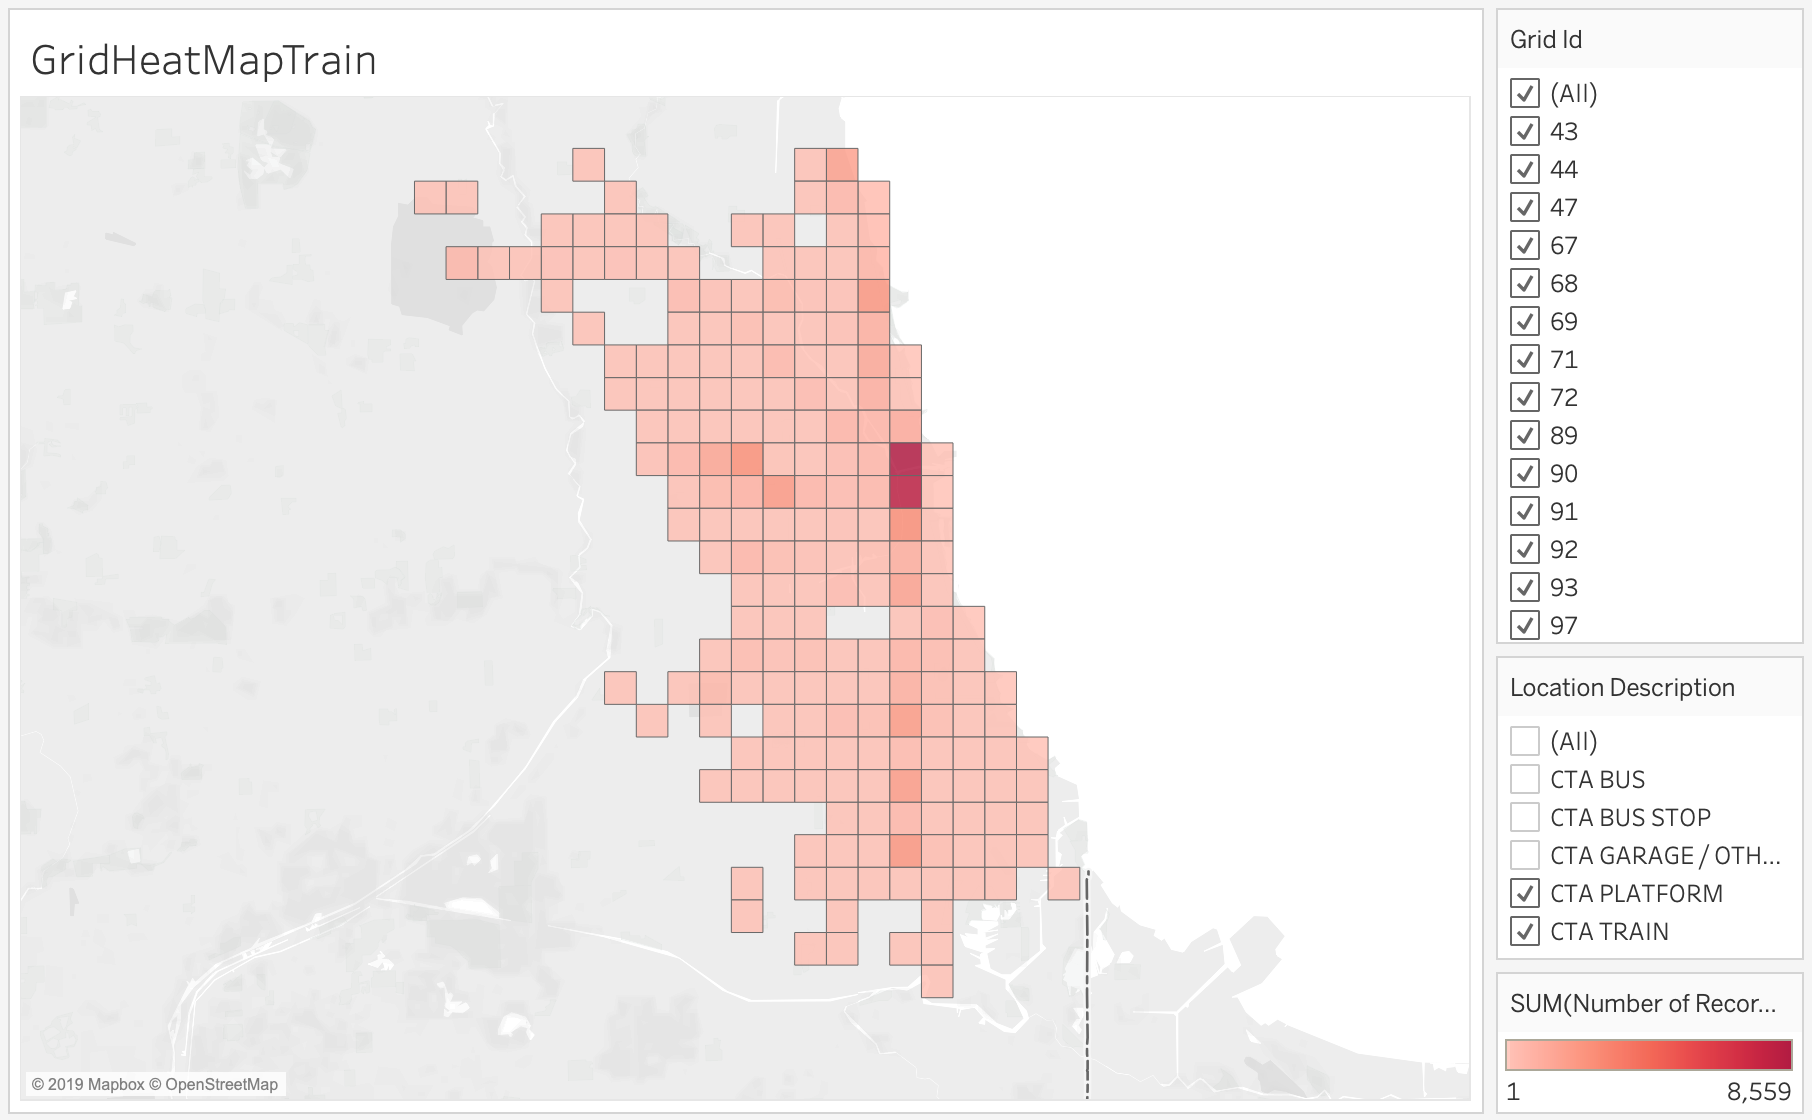 GridHeatMapTrain
© 2019 Mapbox © OpenStreetMap
Grid Id
(All)
43
44
47
67
68
69
71
72
89
90
91
92
93
97
Location Description
(All)
CTA BUS
CTA BUS STOP
CTA GARAGE / OTH...
CTA PLATFORM
CTA TRAIN
SUM(Number of Recor...
1 8,559